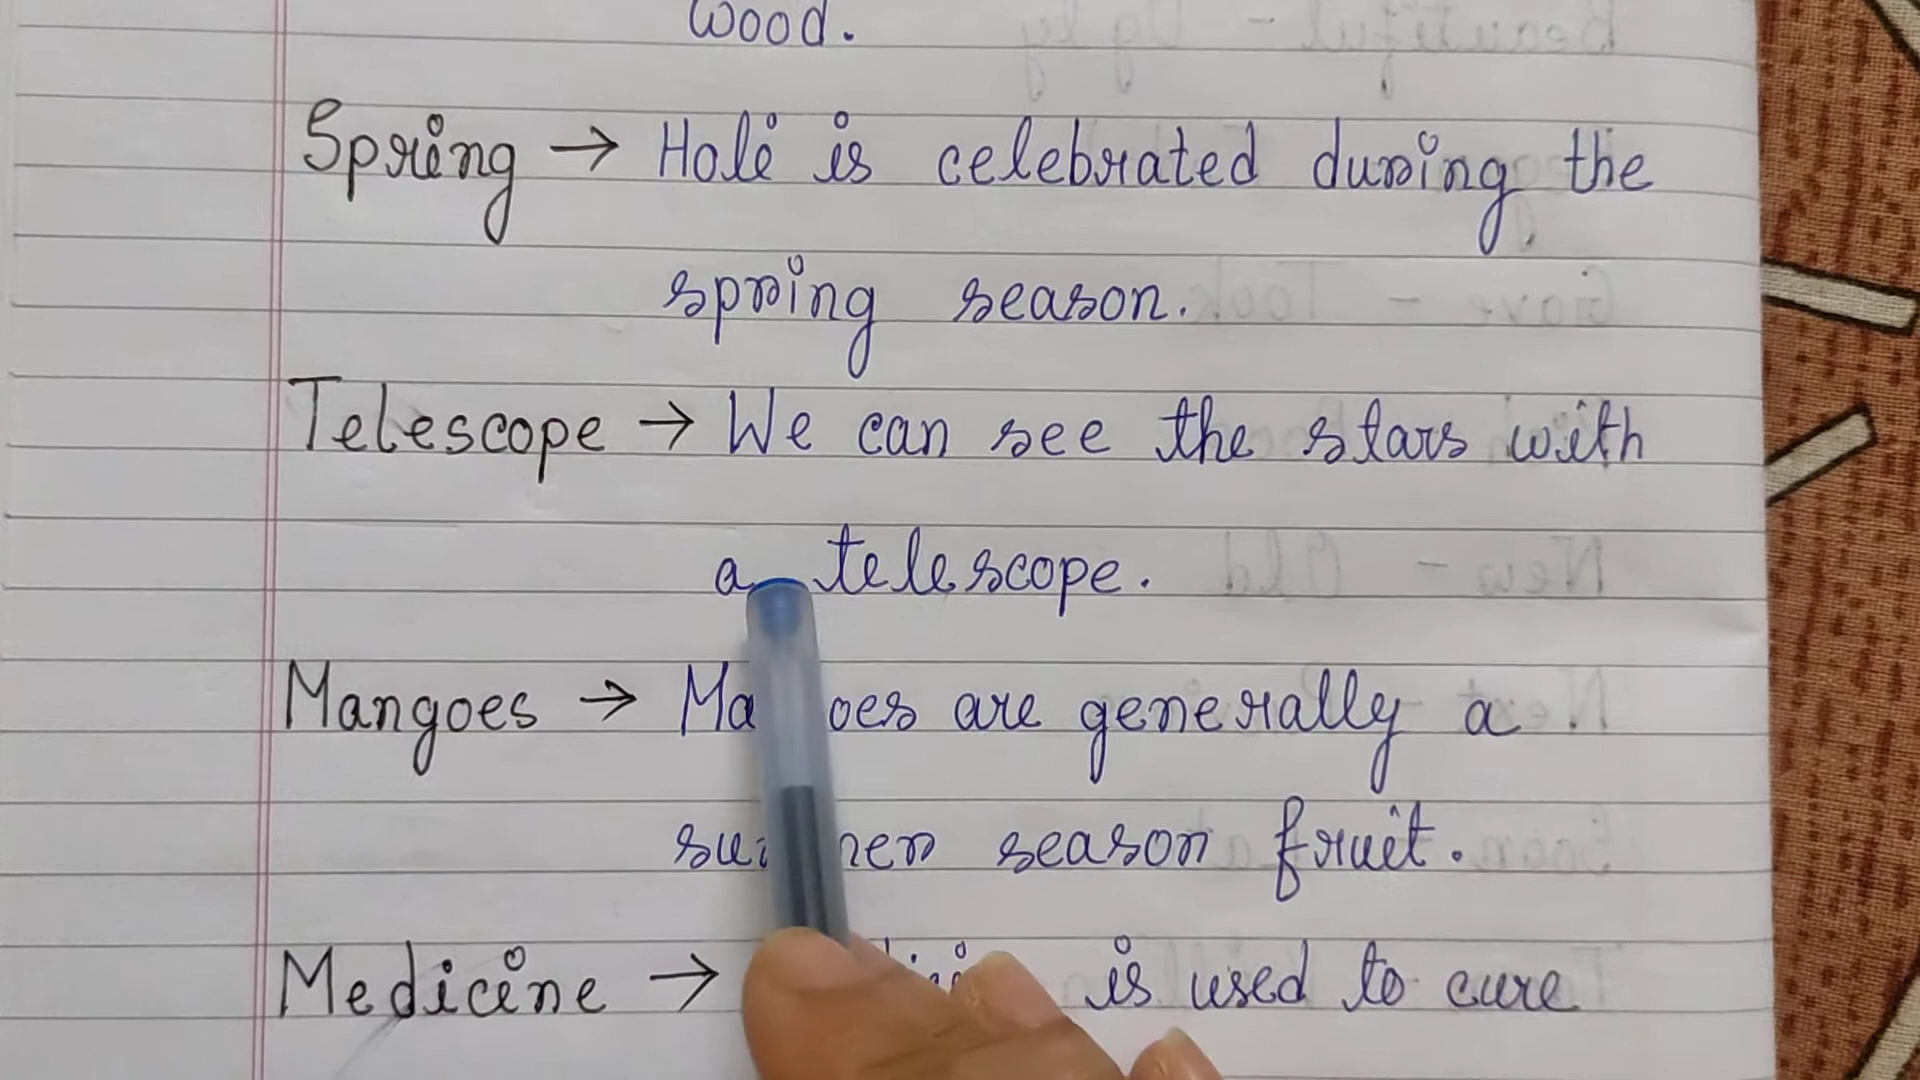 wood.
Spring → Holi is celebrated during the
spring season.
Telescope → We can see the stars with
a telescope.
Mangoes → are generally a
season fruit.
Medicine → is used to cure